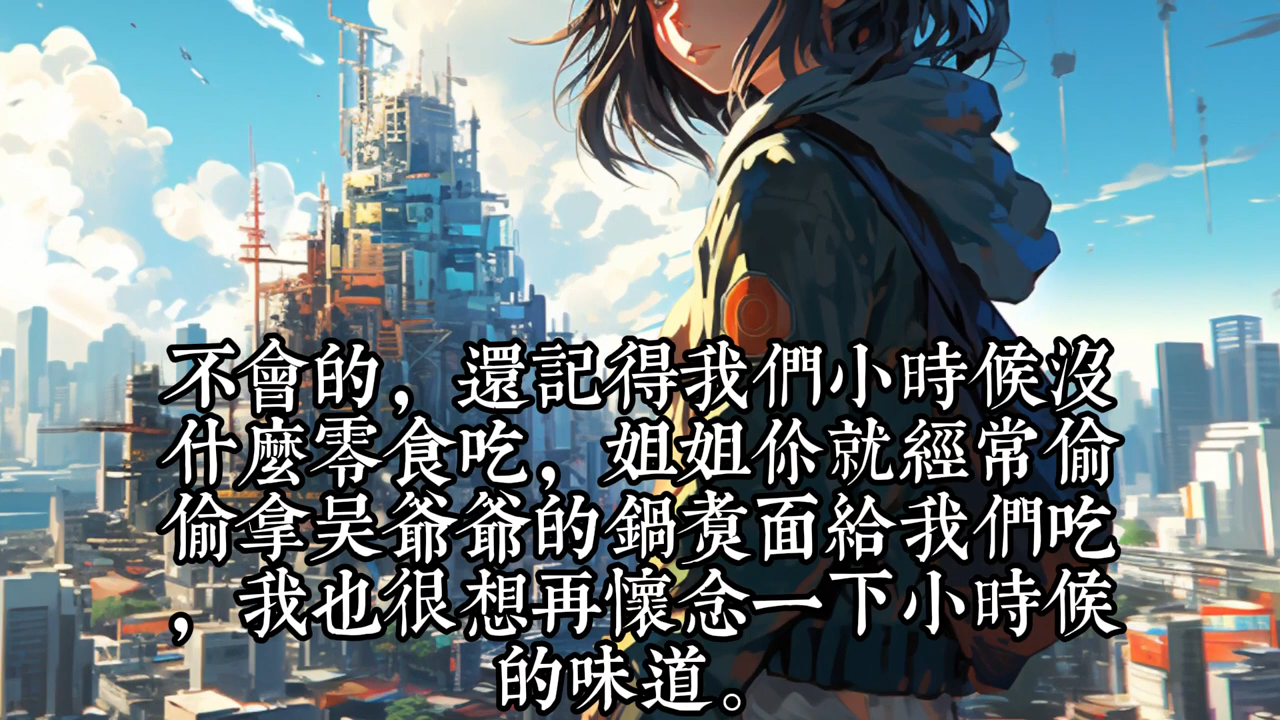 不會的，還記得我們小時候沒
什麼零食吃，姐姐你就經常偷
偷拿吴爺爺的鍋煮面給我們吃
，我也很想再懷念一下小時候
的味道。